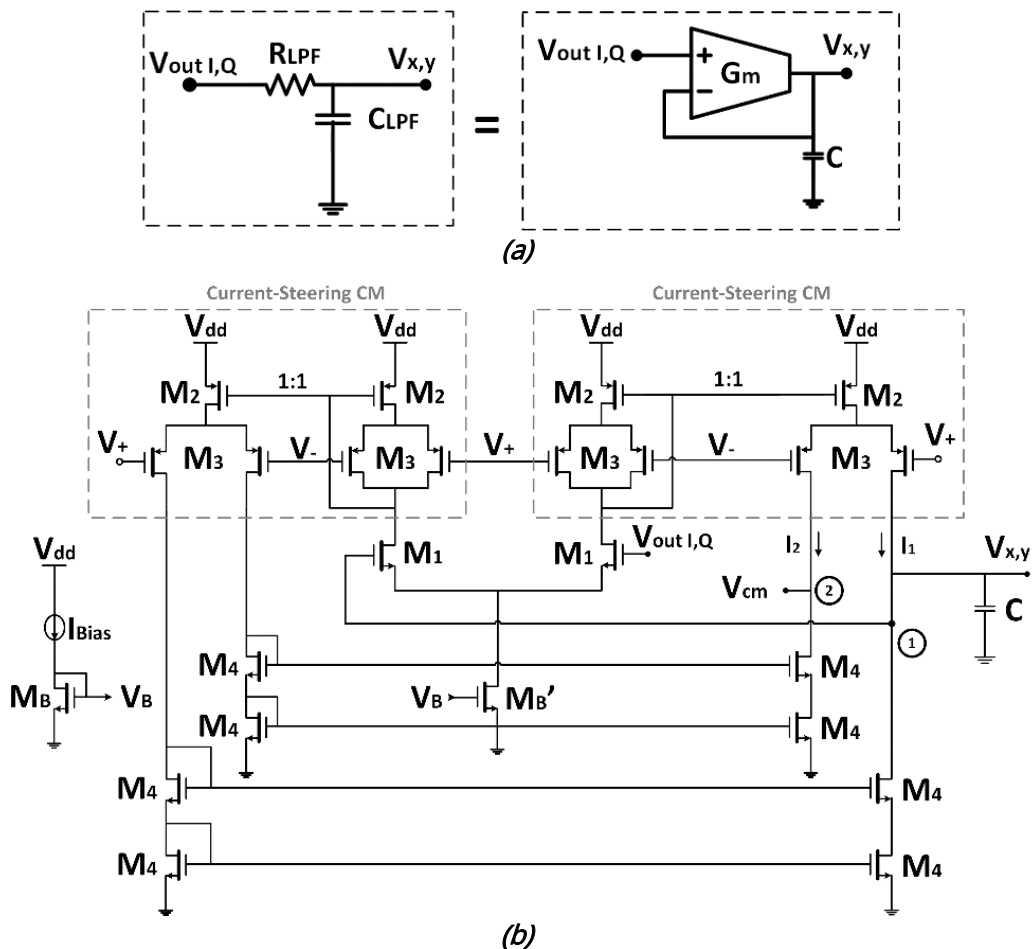 Vout I,Q
RLPF
Vx,y
CLPF
=
Vout I,Q
+
Gm
-
Vx,y
C
(a)
Current-Steering CM
Current-Steering CM
Vdd
Vdd
Vdd
Vdd
M2
1:1
M2
M2
1:1
M2
V+
M3
V-
M3
V+
M3
V-
M3
V+
M1
M1
Vout I,Q
I2
I1
Vx,y
Vdd
Vcm
2
C
IBias
1
M4
M4
MB
VB
VB
MB'
M4
M4
M4
M4
M4
M4
(b)